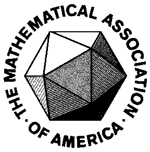 THE MATHEMATICAL ASSOCIATION
· OF AMERICA ·